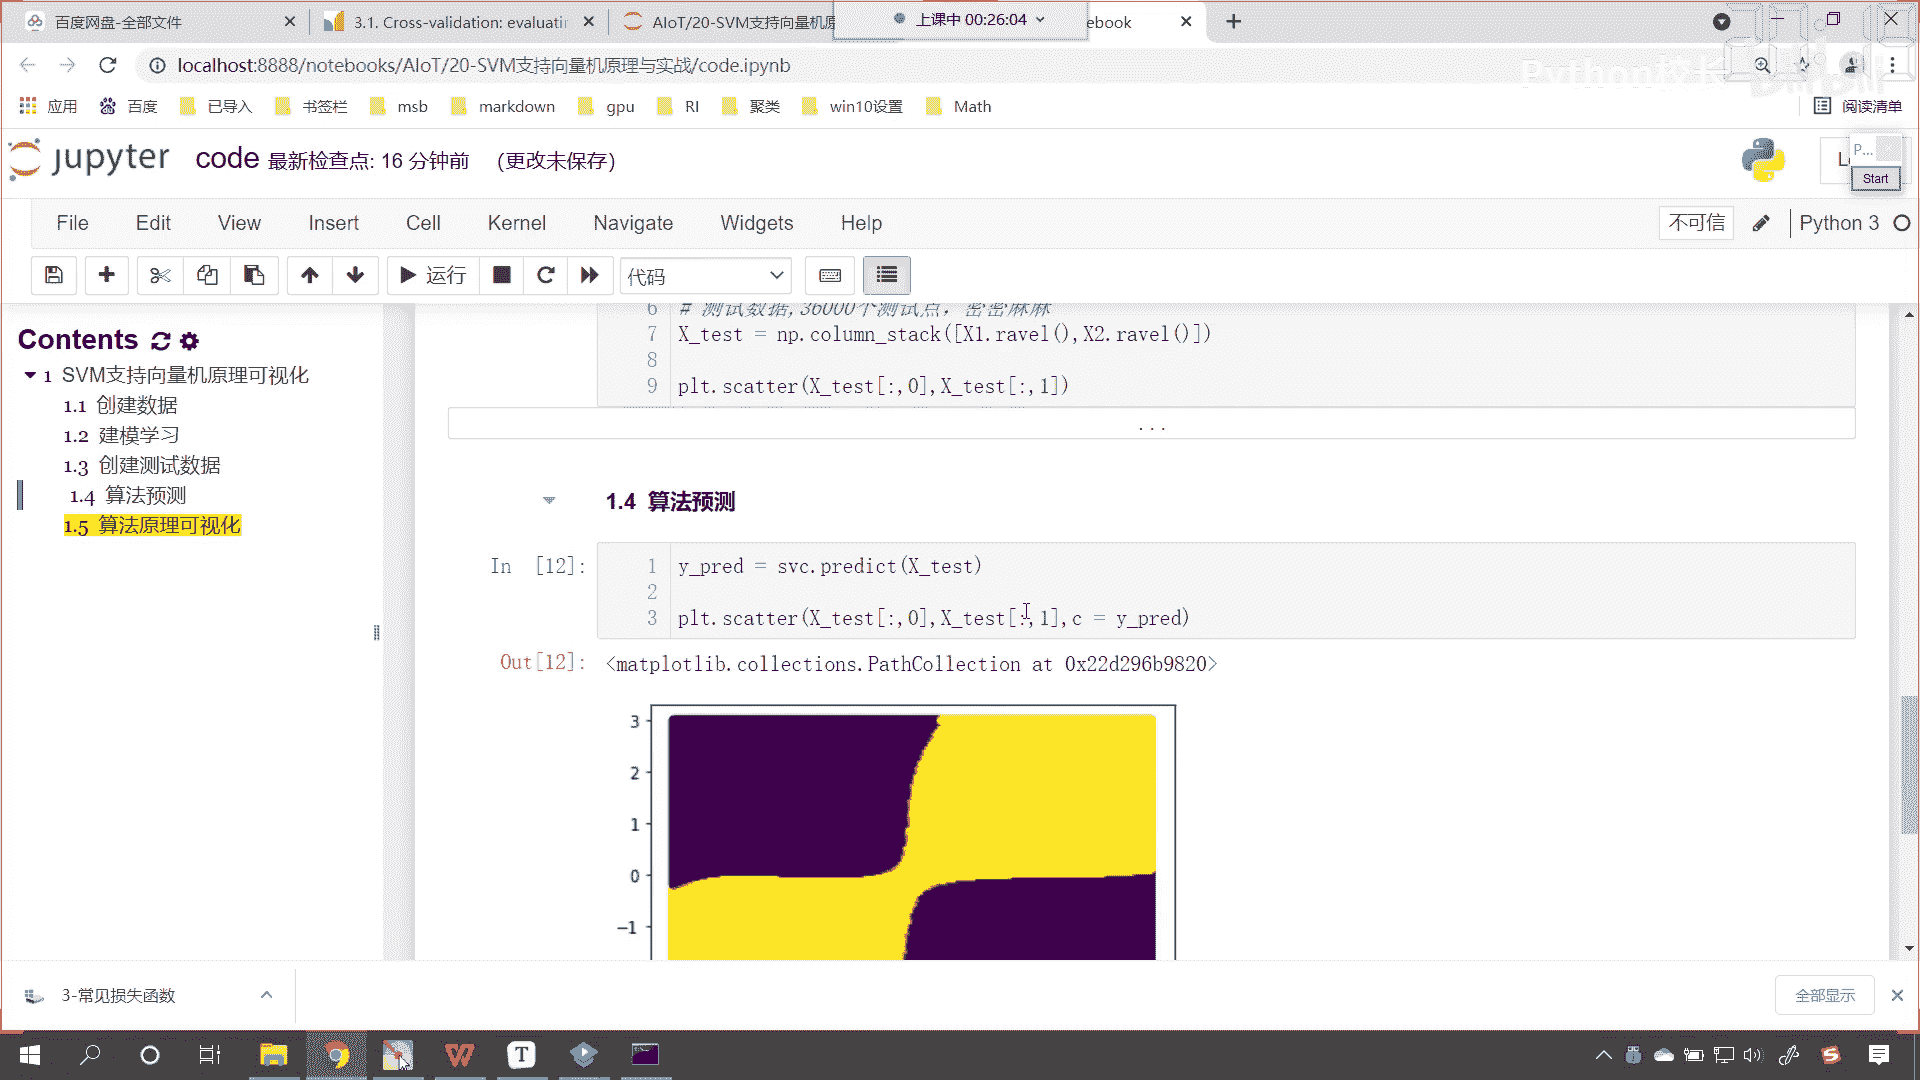 百度网盘-全部文件
3.1. Cross-validation: evaluatin
AIoT/20-SVM支持向量机原
上课中 00:26:04
ebook
localhost:8888/notebooks/AIoT/20-SVM支持向量机原理与实战/code.ipynb
Python校长
应用 百度 已导入 书签栏 msb markdown gpu RI 聚类 win10设置 Math 阅读清单
jupyter code 最新检查点: 16 分钟前 (更改未保存)
P...
Start
File Edit View Insert Cell Kernel Navigate Widgets Help 不可信 Python 3
运行 代码
Contents
1 SVM支持向量机原理可视化
1.1 创建数据
1.2 建模学习
1.3 创建测试数据
1.4 算法预测
1.5 算法原理可视化
6 # 测试数据,36000个测试点，密密麻麻
7 X_test = np.column_stack([X1.ravel(),X2.ravel()])
8
9 plt.scatter(X_test[:,0],X_test[:,1])
...
1.4 算法预测
In [12]:
1 y_pred = svc.predict(X_test)
2
3 plt.scatter(X_test[:,0],X_test[:,1],c = y_pred)
Out[12]: <matplotlib.collections.PathCollection at 0x22d296b9820>
3
2
1
0
−1
3-常见损失函数
全部显示